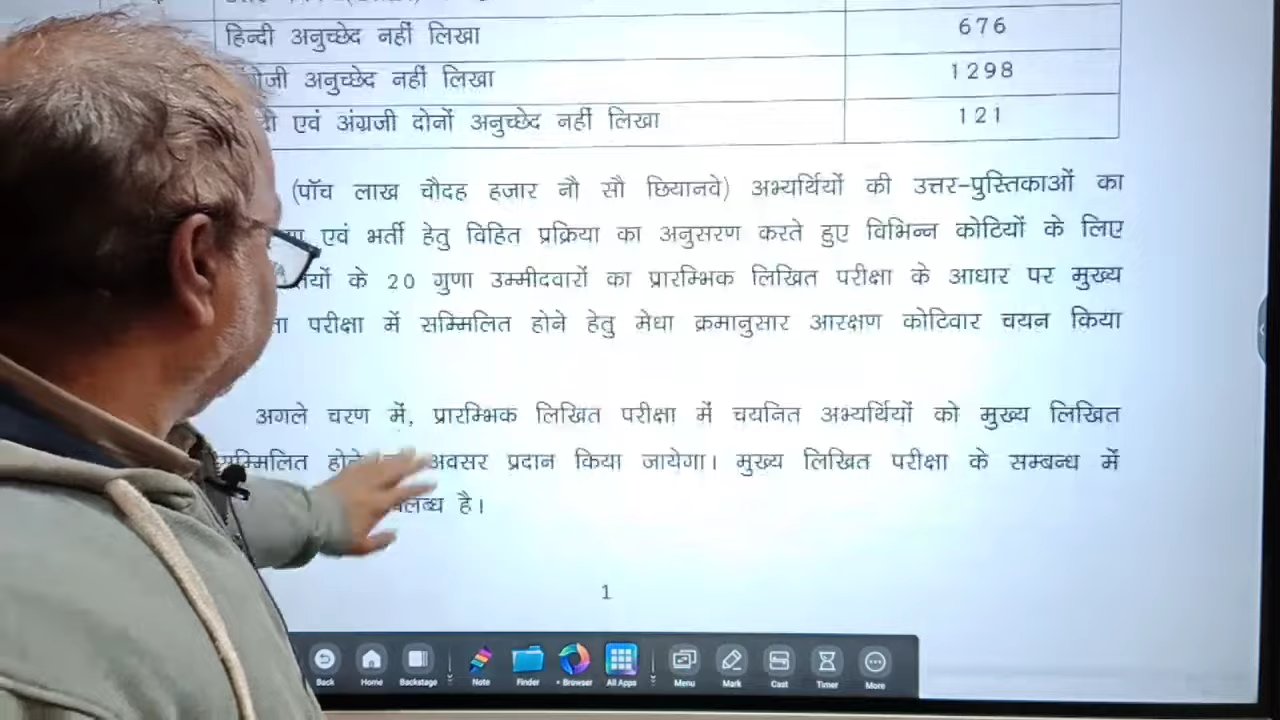 हिन्दी अनुच्छेद नहीं लिखा 676
अनुच्छेद नहीं लिखा 1298
एवं अंग्रजी दोनों अनुच्छेद नहीं लिखा 121
(पॉच लाख चौदह हजार नौ सौ छियानवे) अभ्यर्थियों की उत्तर-पुस्तिकाओं का
एवं भर्ती हेतु विहित प्रक्रिया का अनुसरण करते हुए विभिन्न कोटियों के लिए
के 20 गुणा उम्मीदवारों का प्रारम्भिक लिखित परीक्षा के आधार पर मुख्य
परीक्षा में सम्मिलित होने हेतु मेधा क्रमानुसार आरक्षण कोटिवार चयन किया
अगले चरण में, प्रारम्भिक लिखित परीक्षा में चयनित अभ्यर्थियों को मुख्य लिखित
सम्मिलित होने अवसर प्रदान किया जायेगा। मुख्य लिखित परीक्षा के सम्बन्ध में
है।
1
Back Home Backstage Note Finder Browser All Apps Menu Mark Cast Timer More